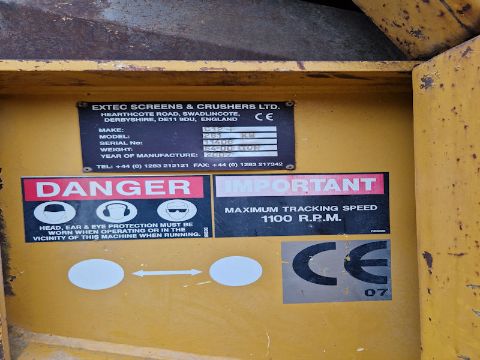 EXTEC SCREENS & CRUSHERS LTD.
HEARTHCOTE ROAD, SWADLINCOTE,
DERBYSHIRE, DE11 9DU, ENGLAND
CE
MAKE:
MODEL:
SERIAL No:
WEIGHT:
YEAR OF MANUFACTURE: 2007
TEL: +44 (0) 1283 212121 FAX: +44 (0) 1283 217342
DANGER
HEAD, EAR & EYE PROTECTION MUST BE
WORN WHEN OPERATING OR IN THE
VICINITY OF THIS MACHINE WHEN RUNNING.
IMPORTANT
MAXIMUM TRACKING SPEED
1100 R.P.M.
CE
07